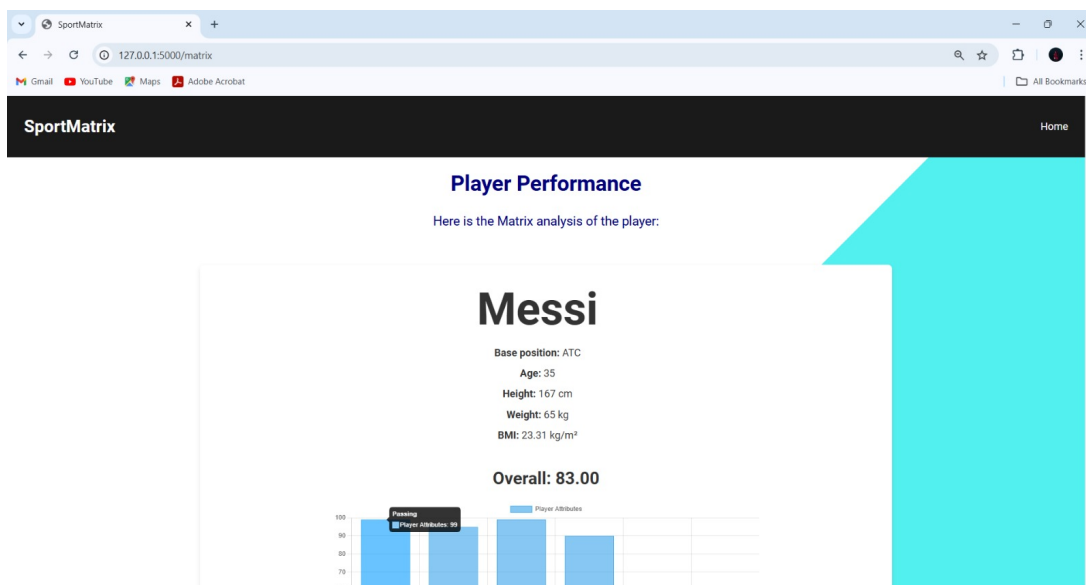 SportMatrix
127.0.0.1:5000/matrix
Gmail YouTube Maps Adobe Acrobat All Bookmarks
SportMatrix Home
Player Performance
Here is the Matrix analysis of the player:
Messi
Base position: ATC
Age: 35
Height: 167 cm
Weight: 65 kg
BMI: 23.31 kg/m²
Overall: 83.00
Player Attributes
Passing
Player Attributes: 99
100
90
80
70